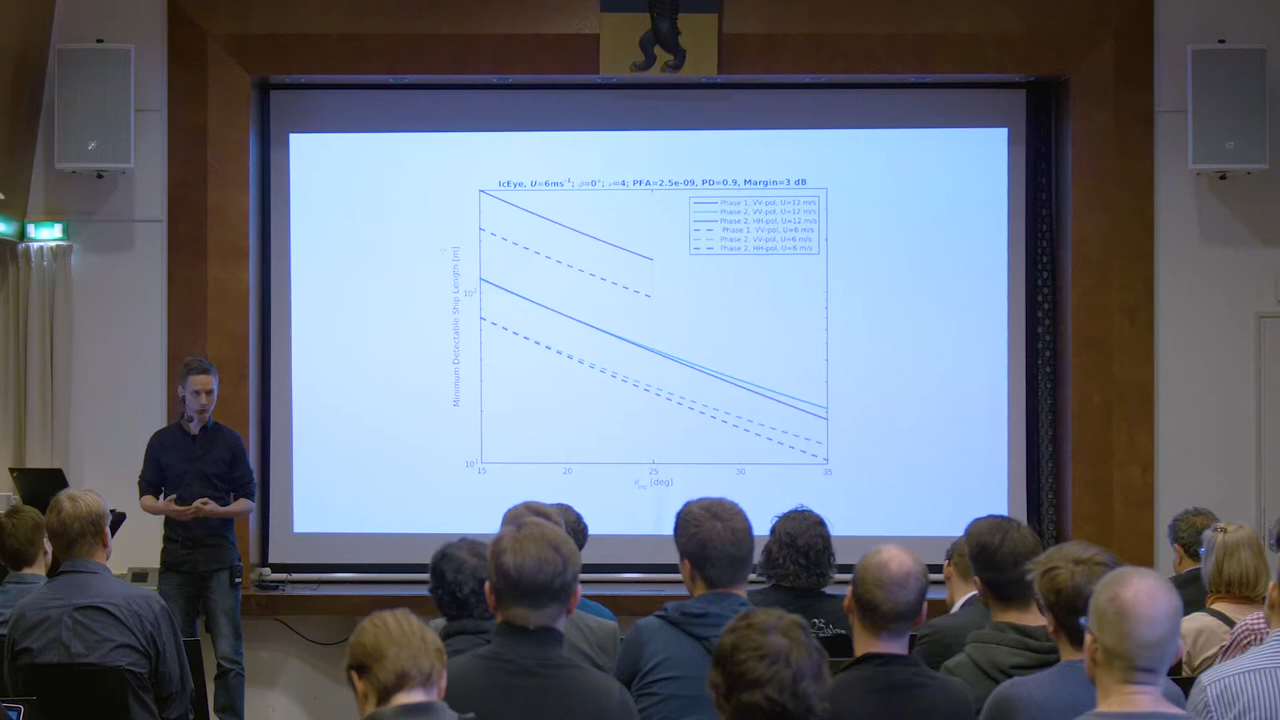 IcEye, U=6ms⁻¹; φ=0°; s=4; PFA=2.5e-09, PD=0.9, Margin=3 dB
Phase 1, VV-pol, U=12 m/s
Phase 2, VV-pol, U=12 m/s
Phase 2, HH-pol, U=12 m/s
Phase 1, VV-pol, U=6 m/s
Phase 2, VV-pol, U=6 m/s
Phase 2, HH-pol, U=6 m/s
Minimum Detectable Ship Length [m]
10²
10¹
15 20 25 30 35
θinc [deg]